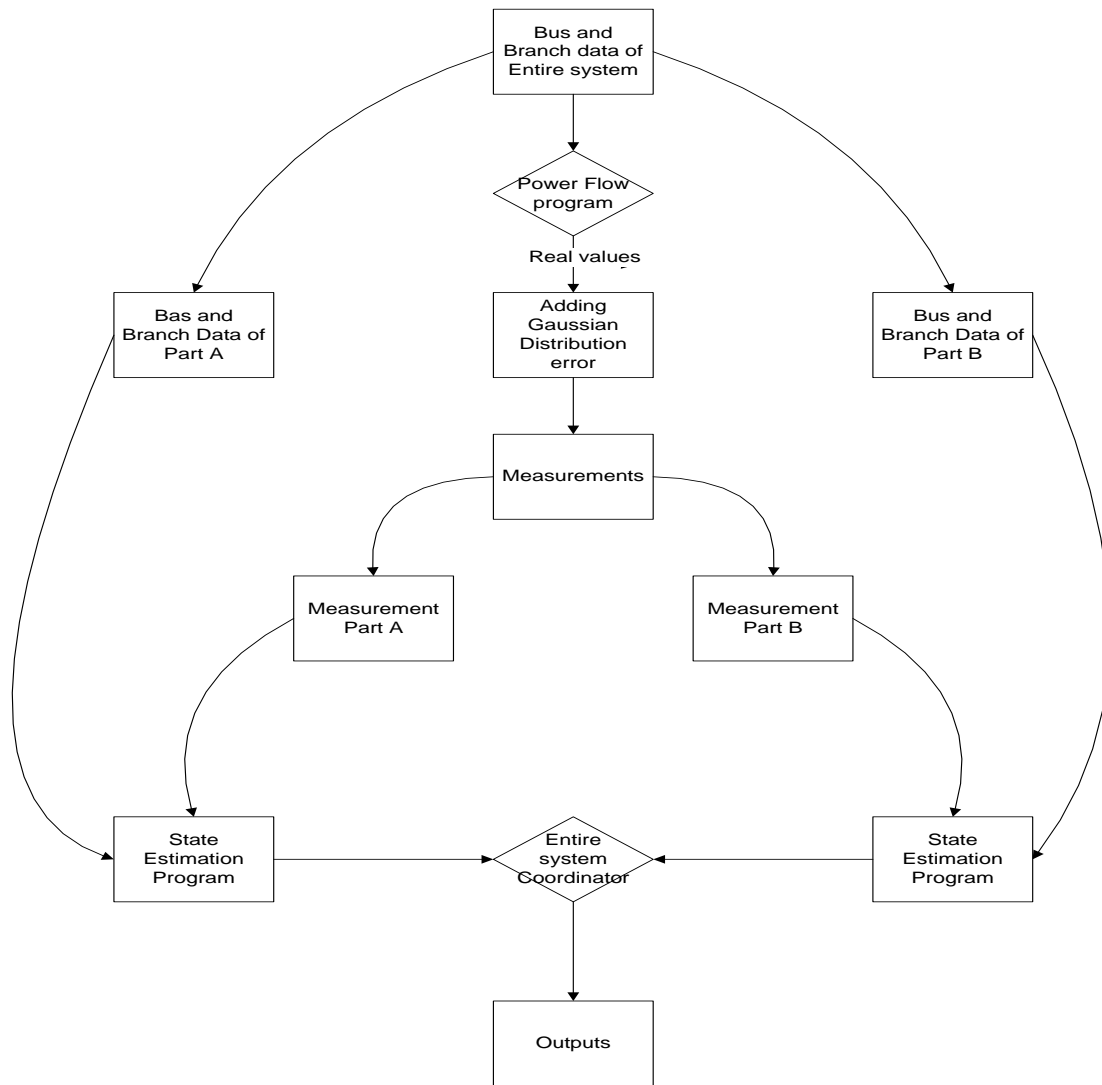 Bus and
Branch data of
Entire system
Power Flow
program
Real values
Bas and
Branch Data of
Part A
Adding
Gaussian
Distribution
error
Bus and
Branch Data of
Part B
Measurements
Measurement
Part A
Measurement
Part B
State
Estimation
Program
Entire
system
Coordinator
State
Estimation
Program
Outputs